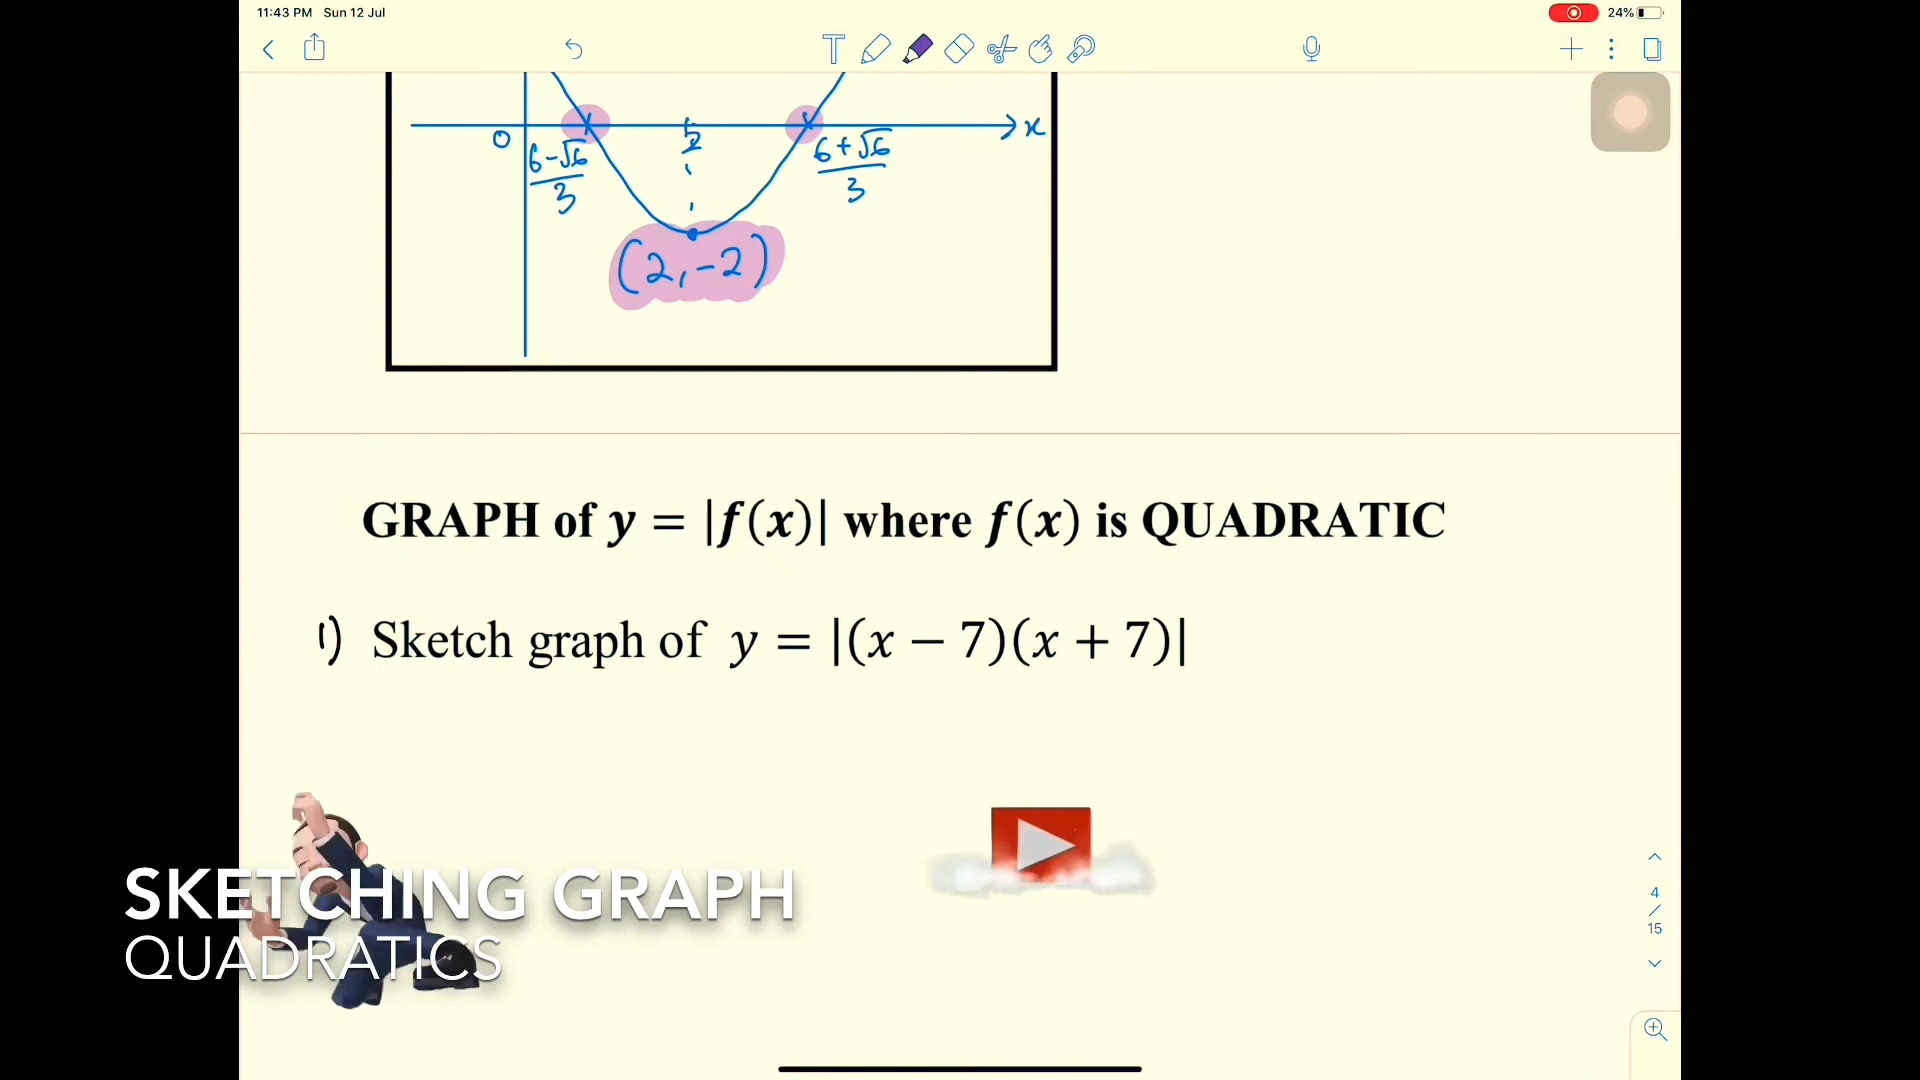 11:43 PM Sun 12 Jul
24%
T
0
2
x
6-√6/3
6+√6/3
(2,-2)
GRAPH of y = |f(x)| where f(x) is QUADRATIC
1) Sketch graph of y = |(x − 7)(x + 7)|
SKETCHING GRAPH
QUADRATICS
4
/
15